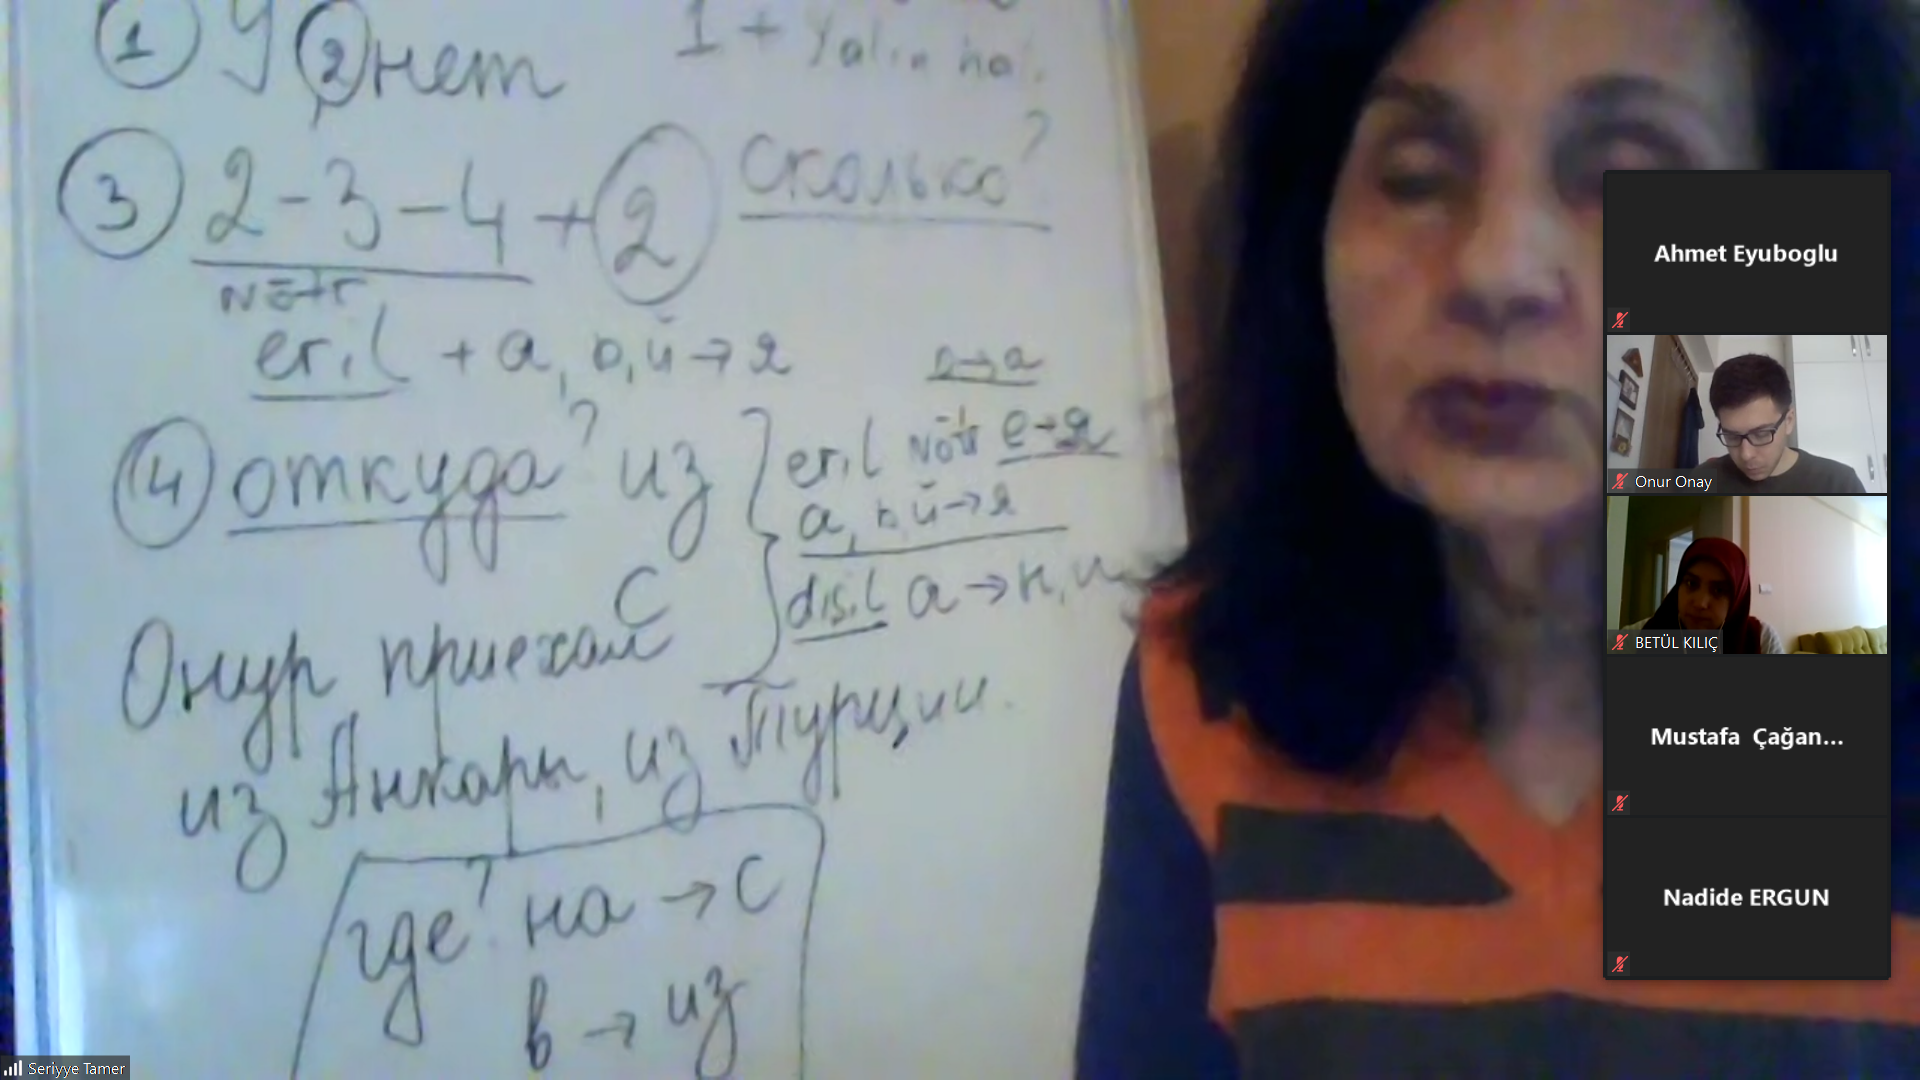 ① У ② нет
1 + Yalın hal.
③ 2-3-4 + ② сколько?
Nötr
eril + а, ь, й → я
о → а
④ откуда? из
с
eril Nötr е → я
а, ь, й → я
dişil а → ы, и
Онур приехал
из Анкары, из Турции.
где? на → с
в → из
Ahmet Eyuboglu
Onur Onay
BETÜL KILIÇ
Mustafa Çağan...
Nadide ERGUN
Seriyye Tamer